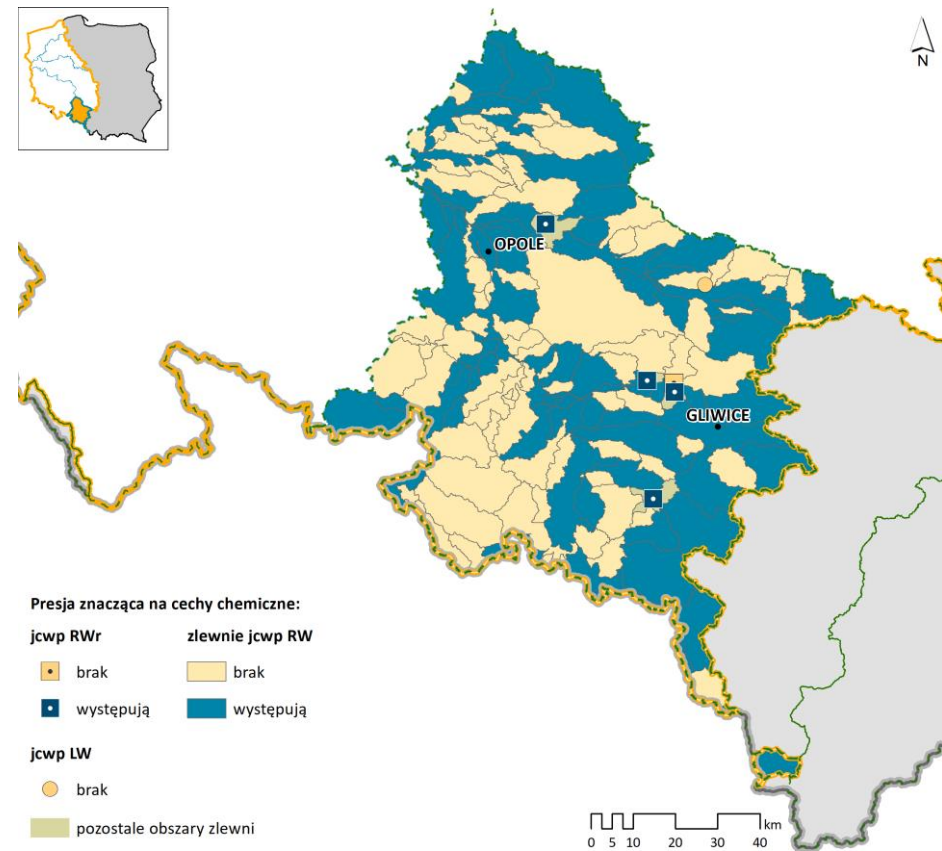 N
OPOLE
GLIWICE
Presja znacząca na cechy chemiczne:
jcwp RWr zlewnie jcwp RW
brak brak
występują występują
jcwp LW
brak
pozostałe obszary zlewni
km
0 5 10 20 30 40